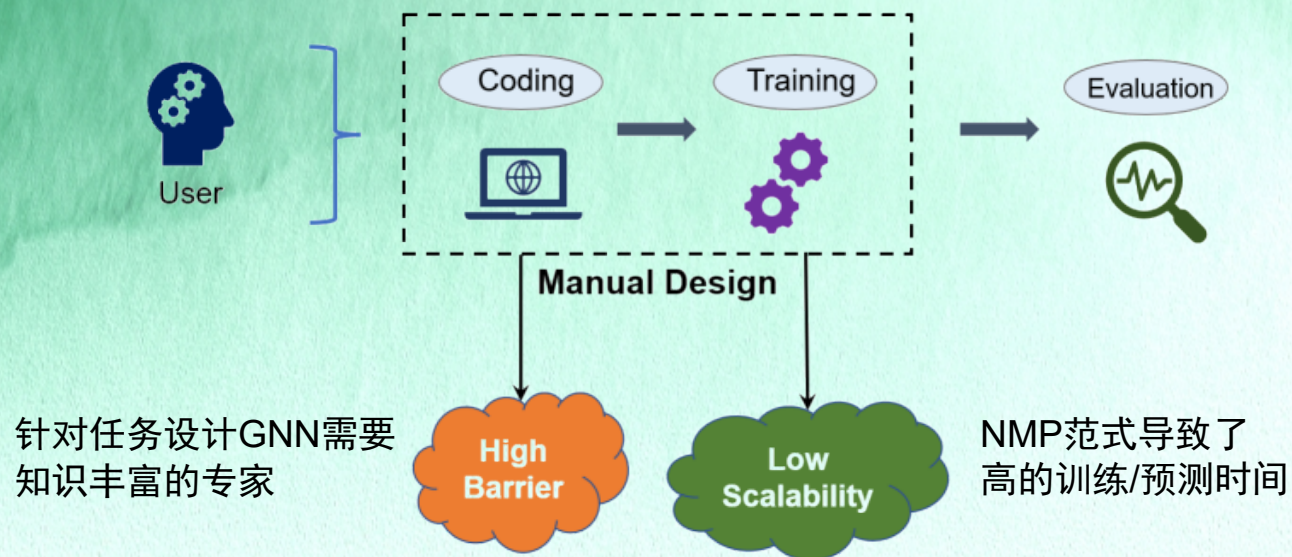 Coding
Training
Evaluation
User
Manual Design
针对任务设计GNN需要
知识丰富的专家
High
Barrier
Low
Scalability
NMP范式导致了
高的训练/预测时间